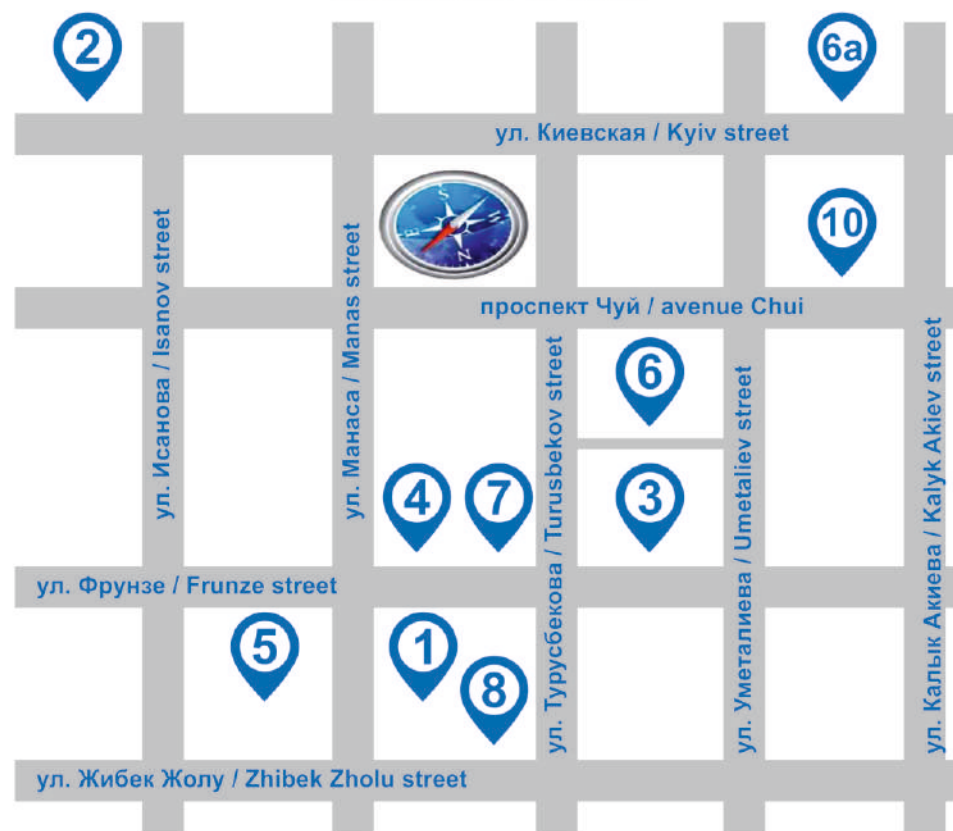 2
6а
ул. Киевская / Kyiv street
10
S
E
N
проспект Чуй / avenue Chui
ул. Исанова / Isanov street
ул. Манаса / Manas street
ул. Турусбекова / Turusbekov street
ул. Уметалиева / Umetaliev street
ул. Калык Акиева / Kalyk Akiev street
6
4
7
3
ул. Фрунзе / Frunze street
5
1
8
ул. Жибек Жолу / Zhibek Zholu street